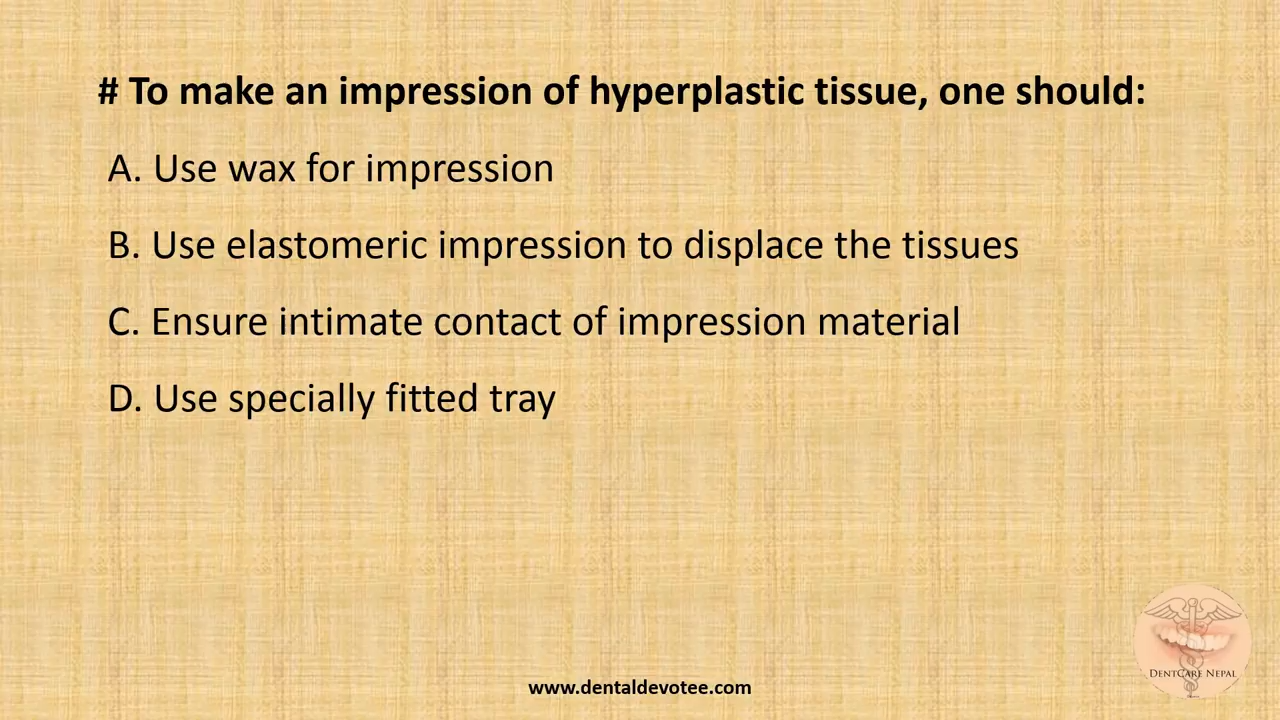 # To make an impression of hyperplastic tissue, one should:
A. Use wax for impression
B. Use elastomeric impression to displace the tissues
C. Ensure intimate contact of impression material
D. Use specially fitted tray
DENTCARE NEPAL
www.dentaldevotee.com